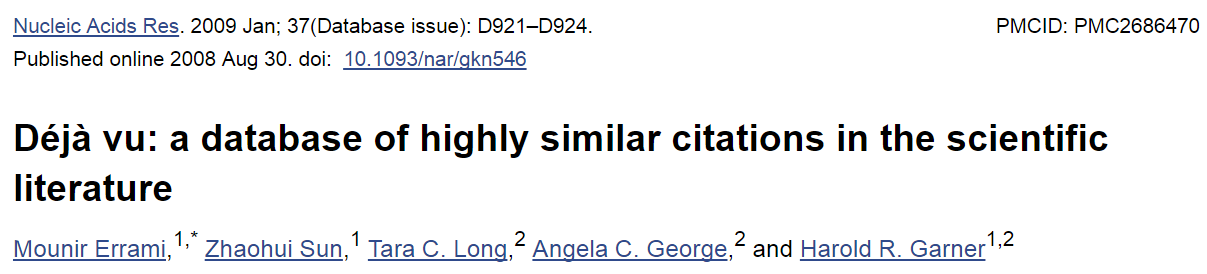 Nucleic Acids Res. 2009 Jan; 37(Database issue): D921–D924. PMCID: PMC2686470
Published online 2008 Aug 30. doi: 10.1093/nar/gkn546
Déjà vu: a database of highly similar citations in the scientific
literature
Mounir Errami,1,* Zhaohui Sun,1 Tara C. Long,2 Angela C. George,2 and Harold R. Garner1,2